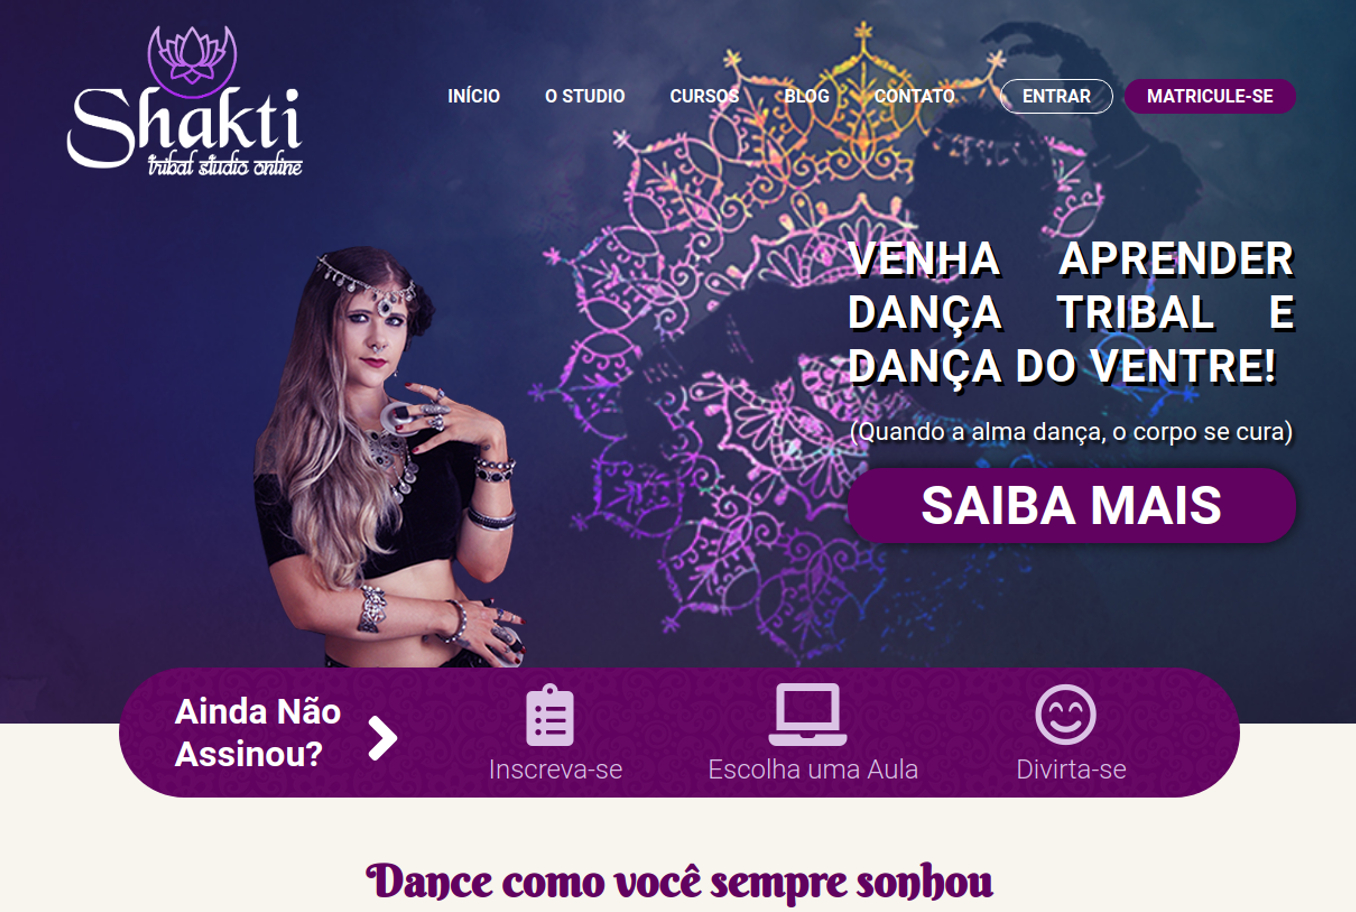 Shakti
tribal studio online
INÍCIO
O STUDIO
CURSOS
BLOG
CONTATO
ENTRAR
MATRICULE-SE
VENHA APRENDER
DANÇA TRIBAL E
DANÇA DO VENTRE!
(Quando a alma dança, o corpo se cura)
SAIBA MAIS
Ainda Não
Assinou?
Inscreva-se
Escolha uma Aula
Divirta-se
Dance como você sempre sonhou